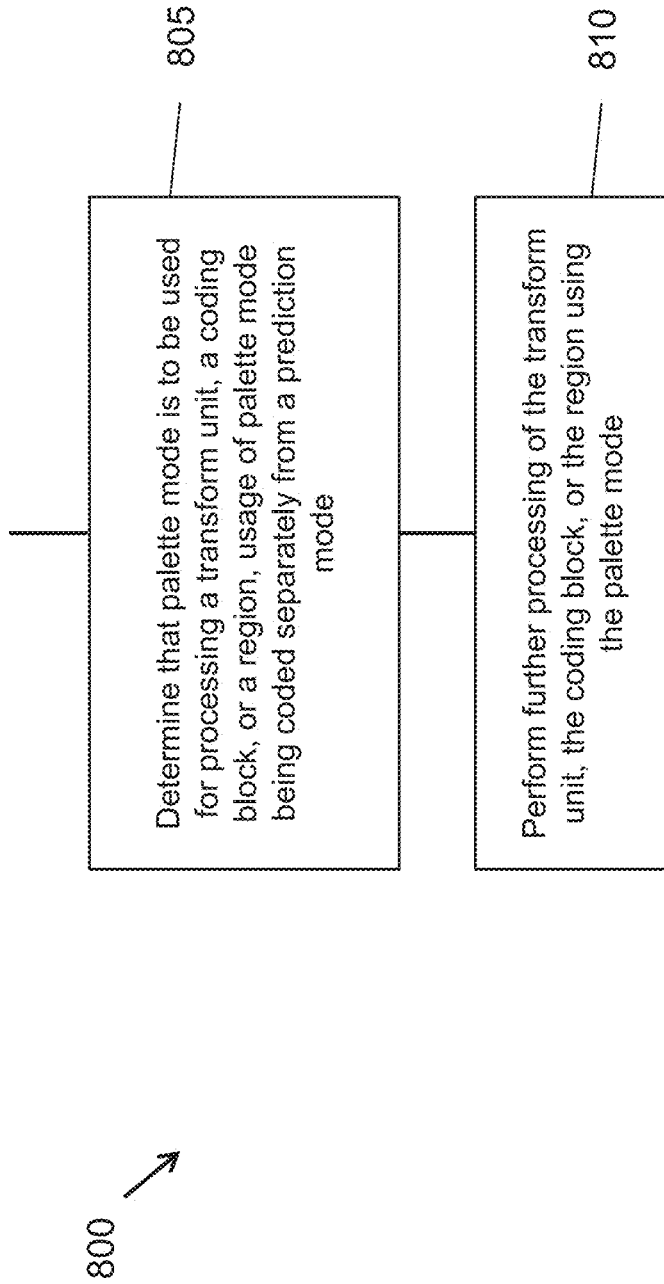 800
Determine that palette mode is to be used
for processing a transform unit, a coding
block, or a region, usage of palette mode
being coded separately from a prediction
mode
805
Perform further processing of the transform
unit, the coding block, or the region using
the palette mode
810